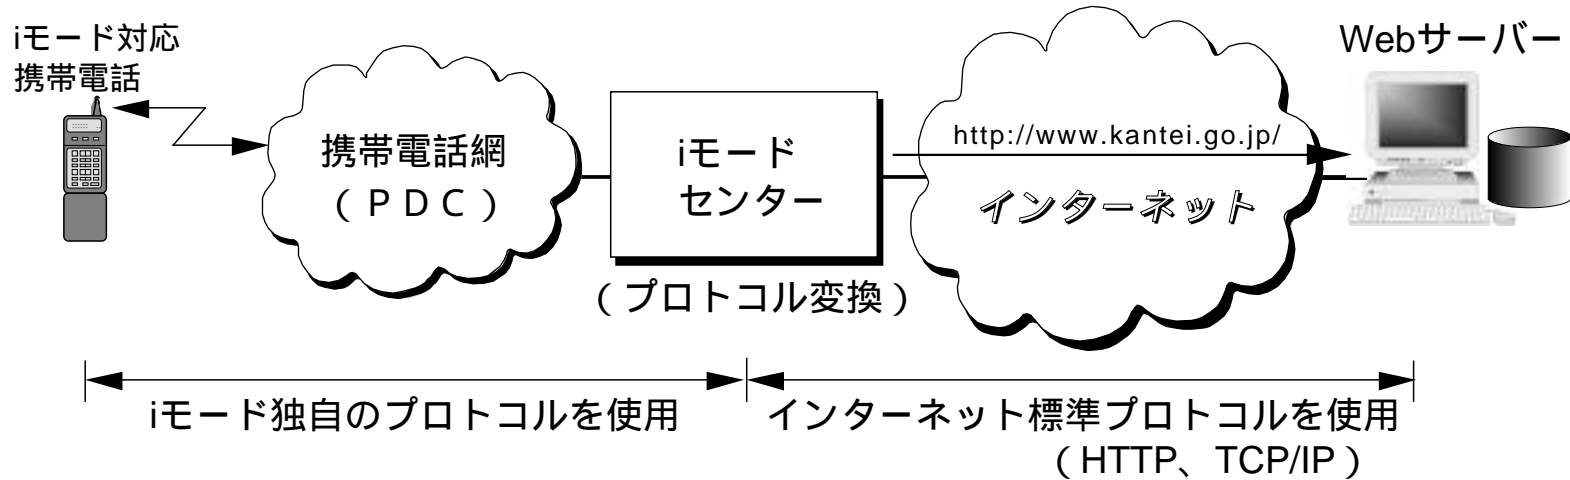 iモード対応
携帯電話
携帯電話網
（ＰＤＣ）
iモード
センター
（プロトコル変換）
http://www.kantei.go.jp/
インターネット
Webサーバー
iモード独自のプロトコルを使用
インターネット標準プロトコルを使用
（HTTP、TCP/IP）